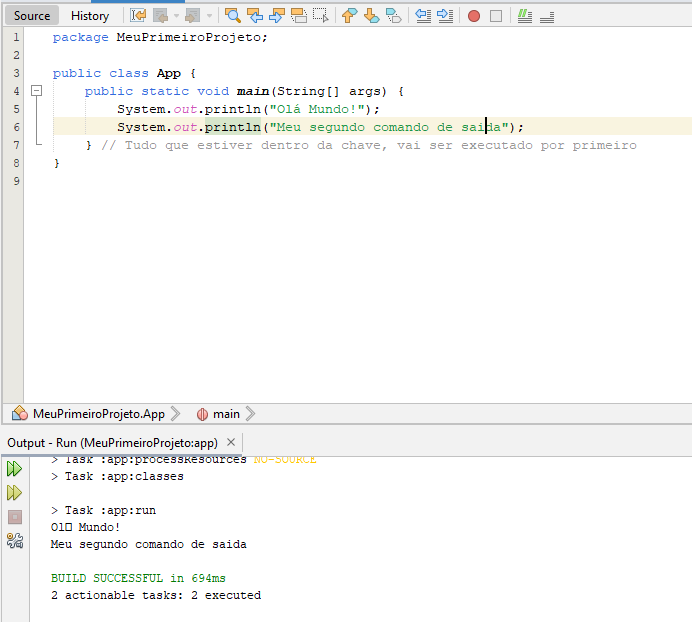 Source History
1 package MeuPrimeiroProjeto;
2
3 public class App {
4 public static void main(String[] args) {
5 System.out.println("Olá Mundo!");
6 System.out.println("Meu segundo comando de saida");
7 } // Tudo que estiver dentro da chave, vai ser executado por primeiro
8 }
9
MeuPrimeiroProjeto.App main
Output - Run (MeuPrimeiroProjeto:app) ×
> Task :app:processResources NO-SOURCE
> Task :app:classes
> Task :app:run
Ol▯ Mundo!
Meu segundo comando de saida
BUILD SUCCESSFUL in 694ms
2 actionable tasks: 2 executed